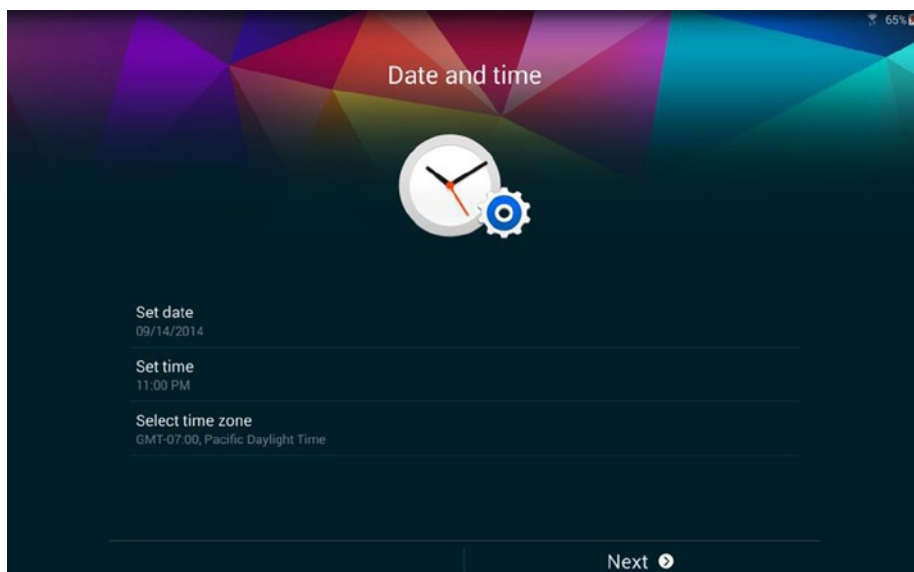 65%
Date and time
Set date
09/14/2014
Set time
11:00 PM
Select time zone
GMT-07:00, Pacific Daylight Time
Next